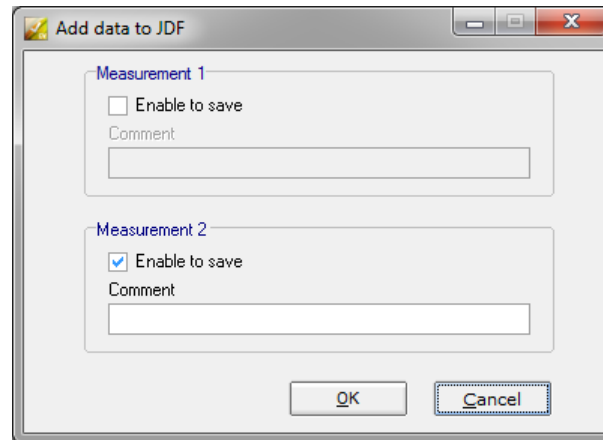 Add data to JDF
Measurement 1
Enable to save
Comment
Measurement 2
Enable to save
Comment
OK Cancel